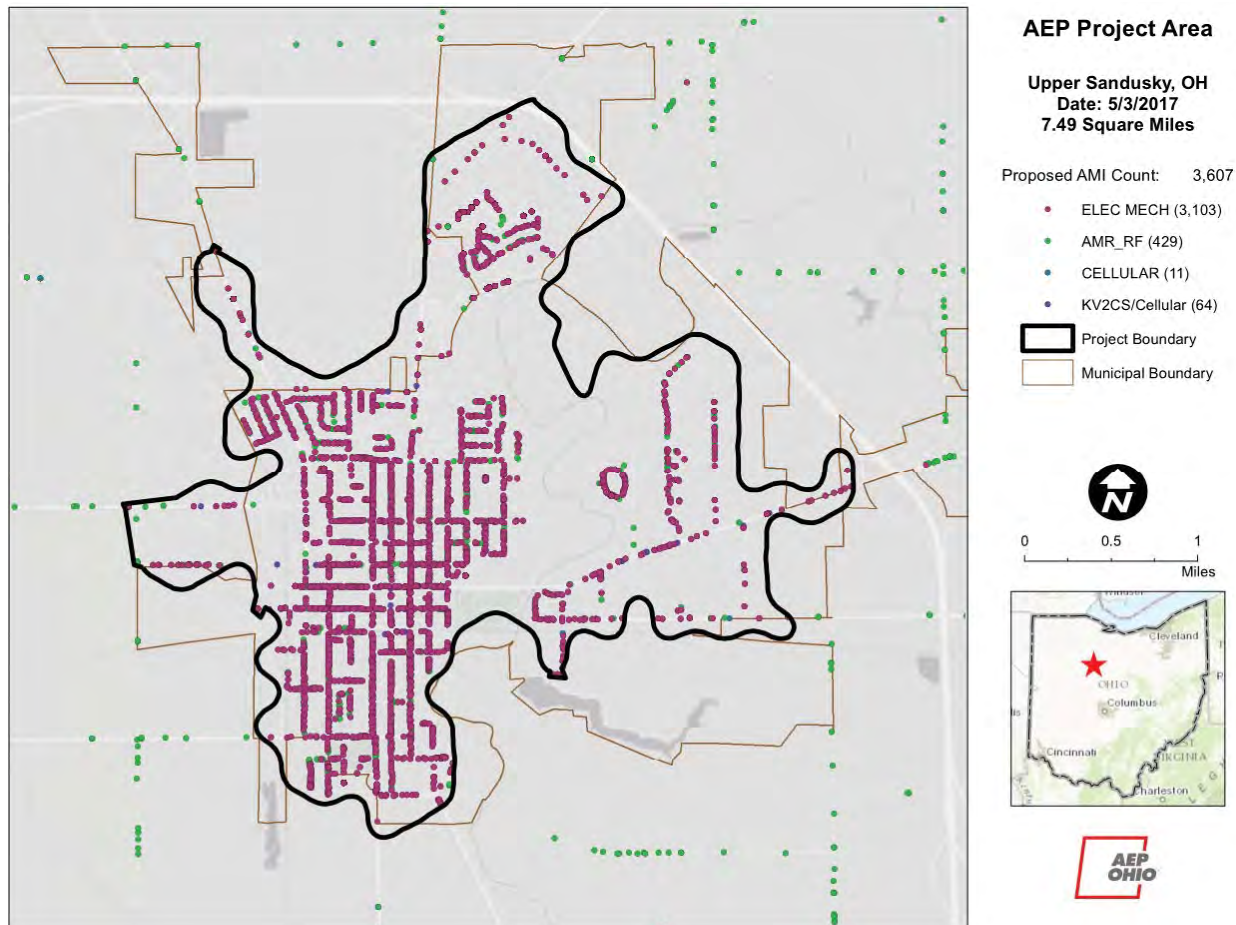 AEP Project Area
Upper Sandusky, OH
Date: 5/3/2017
7.49 Square Miles
Proposed AMI Count: 3,607
ELEC MECH (3,103)
AMR_RF (429)
CELLULAR (11)
KV2CS/Cellular (64)
Project Boundary
Municipal Boundary
N
0 0.5 1
Miles
Cleveland
OHIO
Columbus
Cincinnati
WEST
VIRGINIA
Charleston
AEP
OHIO